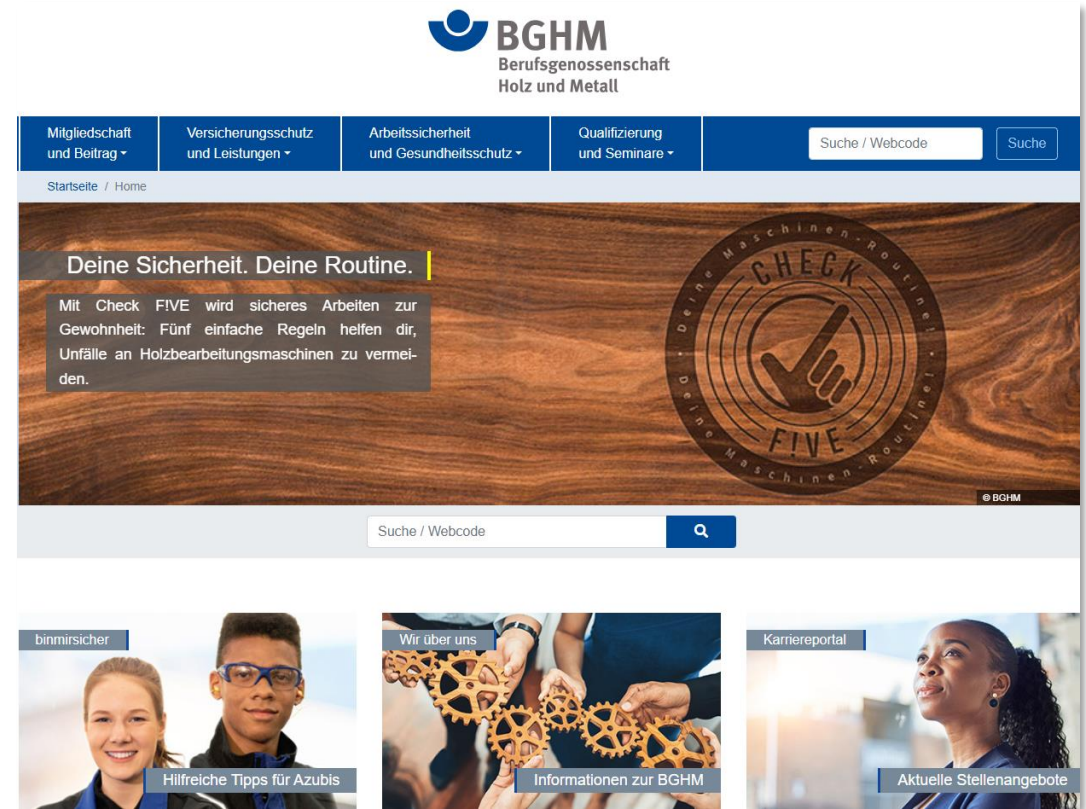 BGHM
Berufsgenossenschaft
Holz und Metall
Mitgliedschaft
und Beitrag
Versicherungsschutz
und Leistungen
Arbeitssicherheit
und Gesundheitsschutz
Qualifizierung
und Seminare
Suche / Webcode
Suche
Startseite / Home
Deine Sicherheit. Deine Routine.
Mit Check F!VE wird sicheres Arbeiten zur
Gewohnheit: Fünf einfache Regeln helfen dir,
Unfälle an Holzbearbeitungsmaschinen zu vermei-
den.
Deine Maschinen-Routine!
CHECK
F!VE
Deine Maschinen-Routine!
© BGHM
Suche / Webcode
binmirsicher
Hilfreiche Tipps für Azubis
Wir über uns
Informationen zur BGHM
Karriereportal
Aktuelle Stellenangebote